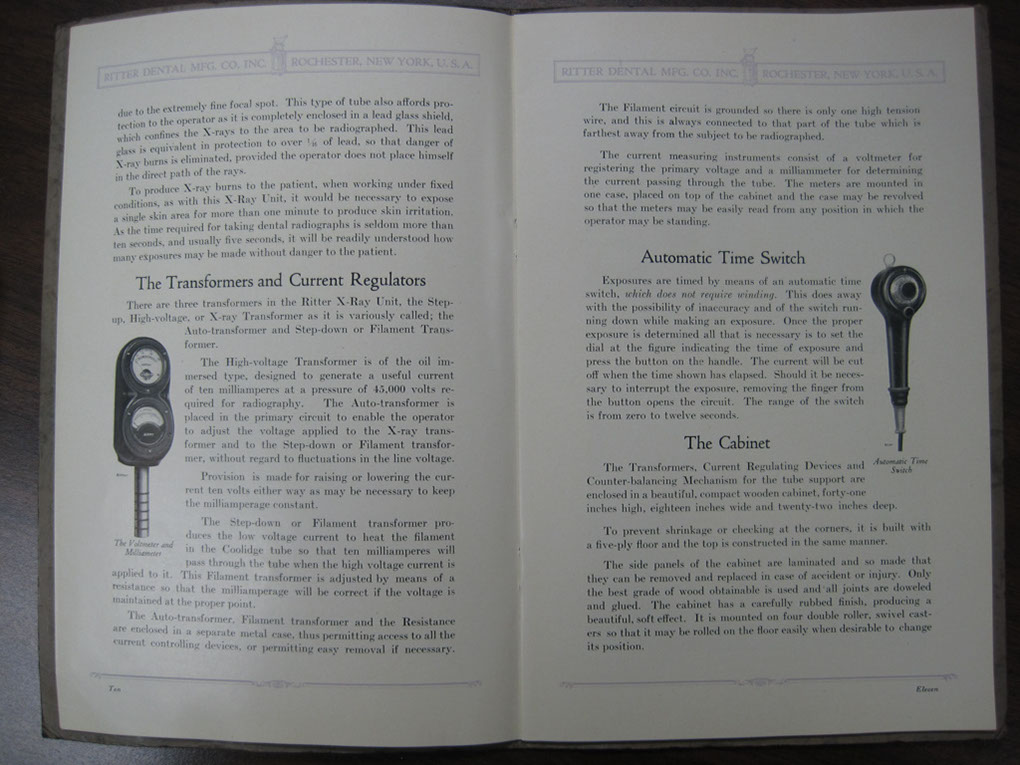 RITTER DENTAL MFG. CO. INC. ROCHESTER, NEW YORK, U. S. A.
due to the extremely fine focal spot. This type of tube also affords pro-
tection to the operator as it is completely enclosed in a lead glass shield,
which confines the X-rays to the area to be radiographed. This lead
glass is equivalent in protection to over of lead, so that danger of
X-ray burns is eliminated, provided the operator does not place himself
in the direct path of the rays.
To produce X-ray burns to the patient, when working under fixed
conditions, as with this X-Ray Unit, it would be necessary to expose
a single skin area for more than one minute to produce skin irritation.
As the time required for taking dental radiographs is seldom more than
ten seconds, and usually five seconds, it will be readily understood how
many exposures may be made without danger to the patient.
The Transformers and Current Regulators
There are three transformers in the Ritter X-Ray Unit, the Step-
up, High-voltage, or X-ray Transformer as it is variously called; the
Auto-transformer and Step-down or Filament Trans-
former.
The High-voltage Transformer is of the oil im-
mersed type, designed to generate a useful current
of ten milliamperes at a pressure of 45,000 volts re-
quired for radiography. The Auto-transformer is
placed in the primary circuit to enable the operator
to adjust the voltage applied to the X-ray trans-
former and to the Step-down or Filament transfor-
mer, without regard to fluctuations in the line voltage.
Provision is made for raising or lowering the cur-
rent ten volts either way as may be necessary to keep
the milliamperage constant.
The Step-down or Filament transformer pro-
duces the low voltage current to heat the filament
in the Coolidge tube so that ten milliamperes will
pass through the tube when the high voltage current is
applied to it. This Filament transformer is adjusted by means of a
resistance so that the milliamperage will be correct if the voltage is
maintained at the proper point.
The Auto-transformer, Filament transformer and the Resistance
are enclosed in a separate metal case, thus permitting access to all the
current controlling devices, or permitting easy removal if necessary.
The Voltmeter and
Milliameter
Ten
RITTER DENTAL MFG. CO. INC. ROCHESTER, NEW YORK, U. S. A.
The Filament circuit is grounded so there is only one high tension
wire, and this is always connected to that part of the tube which is
farthest away from the subject to be radiographed.
The current measuring instruments consist of a voltmeter for
registering the primary voltage and a milliammeter for determining
the current passing through the tube. The meters are mounted in
one case, placed on top of the cabinet and the case may be revolved
so that the meters may be easily read from any position in which the
operator may be standing.
Automatic Time Switch
Exposures are timed by means of an automatic time
switch, which does not require winding. This does away
with the possibility of inaccuracy and of the switch run-
ning down while making an exposure. Once the proper
exposure is determined all that is necessary is to set the
dial at the figure indicating the time of exposure and
press the button on the handle. The current will be cut
off when the time shown has elapsed. Should it be neces-
sary to interrupt the exposure, removing the finger from
the button opens the circuit. The range of the switch
is from zero to twelve seconds.
Automatic Time
Switch
The Cabinet
The Transformers, Current Regulating Devices and
Counter-balancing Mechanism for the tube support are
enclosed in a beautiful, compact wooden cabinet, forty-one
inches high, eighteen inches wide and twenty-two inches deep.
To prevent shrinkage or checking at the corners, it is built with
a five-ply floor and the top is constructed in the same manner.
The side panels of the cabinet are laminated and so made that
they can be removed and replaced in case of accident or injury. Only
the best grade of wood obtainable is used and all joints are doweled
and glued. The cabinet has a carefully rubbed finish, producing a
beautiful, soft effect. It is mounted on four double roller, swivel cast-
ers so that it may be rolled on the floor easily when desirable to change
its position.
Eleven